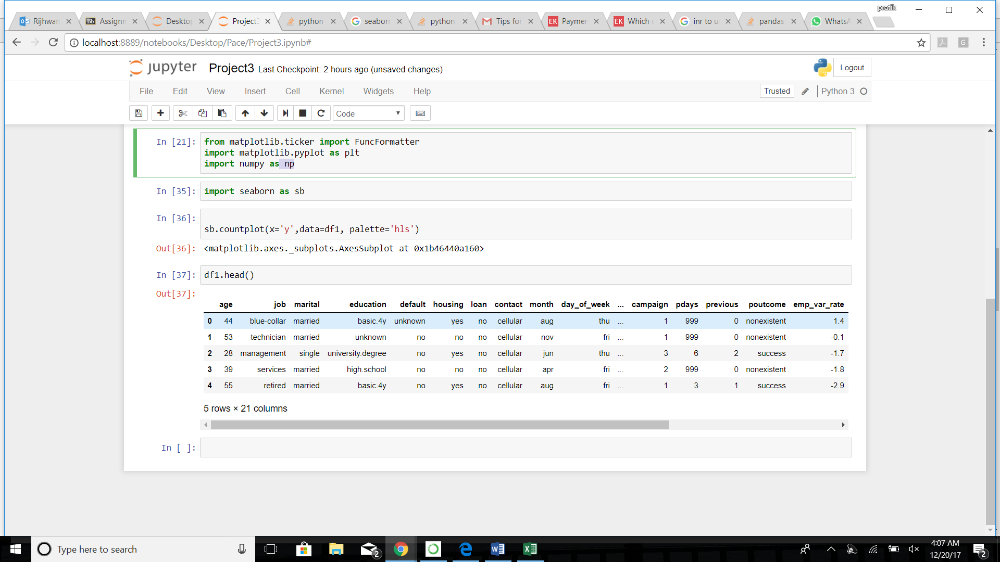 pratik
Rijhwan
Bb Assignm
Desktop
Project3
python
seaborn
python
Tips for
EK Paymen
EK Which
inr to u
pandas
WhatsA
localhost:8889/notebooks/Desktop/Pace/Project3.ipynb#
G
jupyter Project3 Last Checkpoint: 2 hours ago (unsaved changes)
Logout
File Edit View Insert Cell Kernel Widgets Help
Trusted Python 3
Code
In [21]: from matplotlib.ticker import FuncFormatter
import matplotlib.pyplot as plt
import numpy as np
In [35]: import seaborn as sb
In [36]:
sb.countplot(x='y',data=df1, palette='hls')
Out[36]: <matplotlib.axes._subplots.AxesSubplot at 0x1b46440a160>
In [37]: df1.head()
Out[37]:
age job marital education default housing loan contact month day_of_week ... campaign pdays previous poutcome emp_var_rate
0 44 blue-collar married basic.4y unknown yes no cellular aug thu ... 1 999 0 nonexistent 1.4
1 53 technician married unknown no no no cellular nov fri ... 1 999 0 nonexistent -0.1
2 28 management single university.degree no yes no cellular jun thu ... 3 6 2 success -1.7
3 39 services married high.school no no no cellular apr fri ... 2 999 0 nonexistent -1.8
4 55 retired married basic.4y no yes no cellular aug fri ... 1 3 1 success -2.9
5 rows × 21 columns
In [ ]:
Type here to search
2
4:07 AM
12/20/17
2